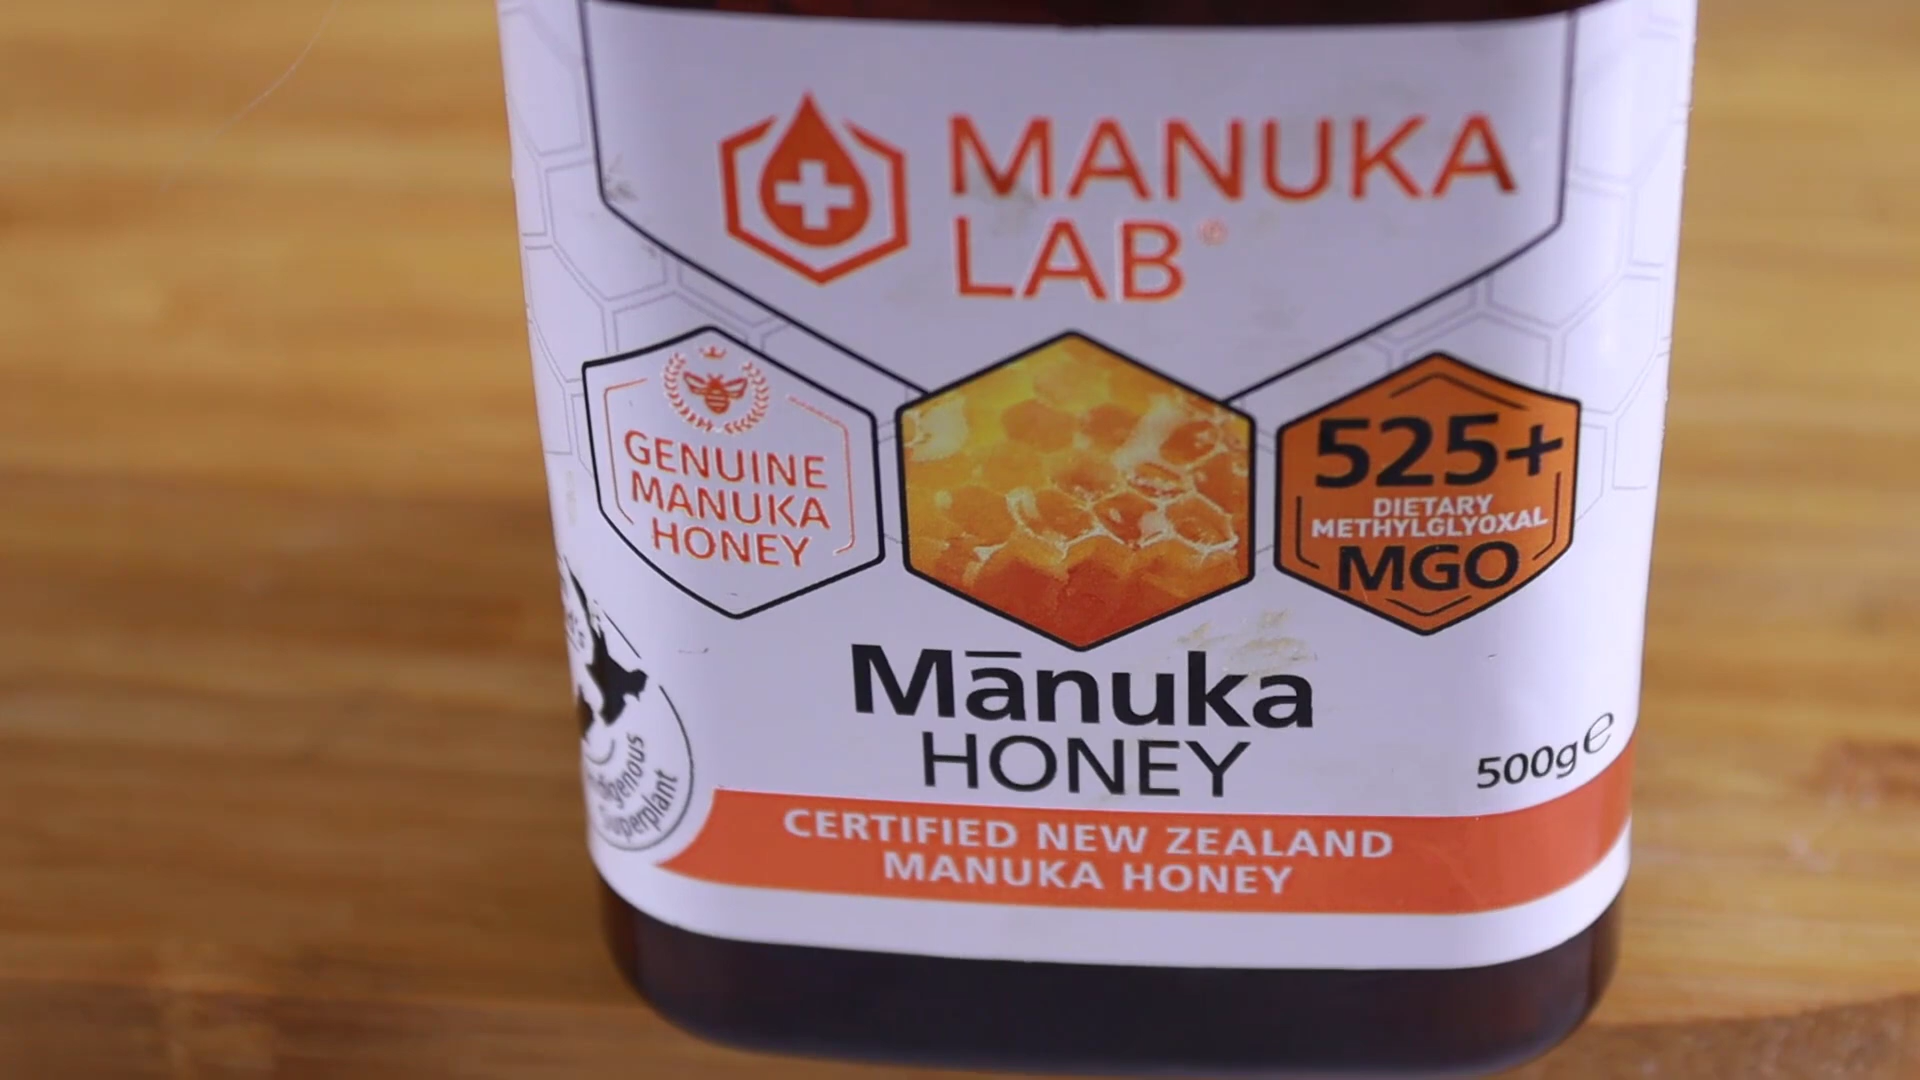 MANUKA
LAB®
GENUINE
MANUKA
HONEY
525+
DIETARY
METHYLGLYOXAL
MGO
Mānuka
HONEY
500g℮
Superplant
CERTIFIED NEW ZEALAND
MANUKA HONEY